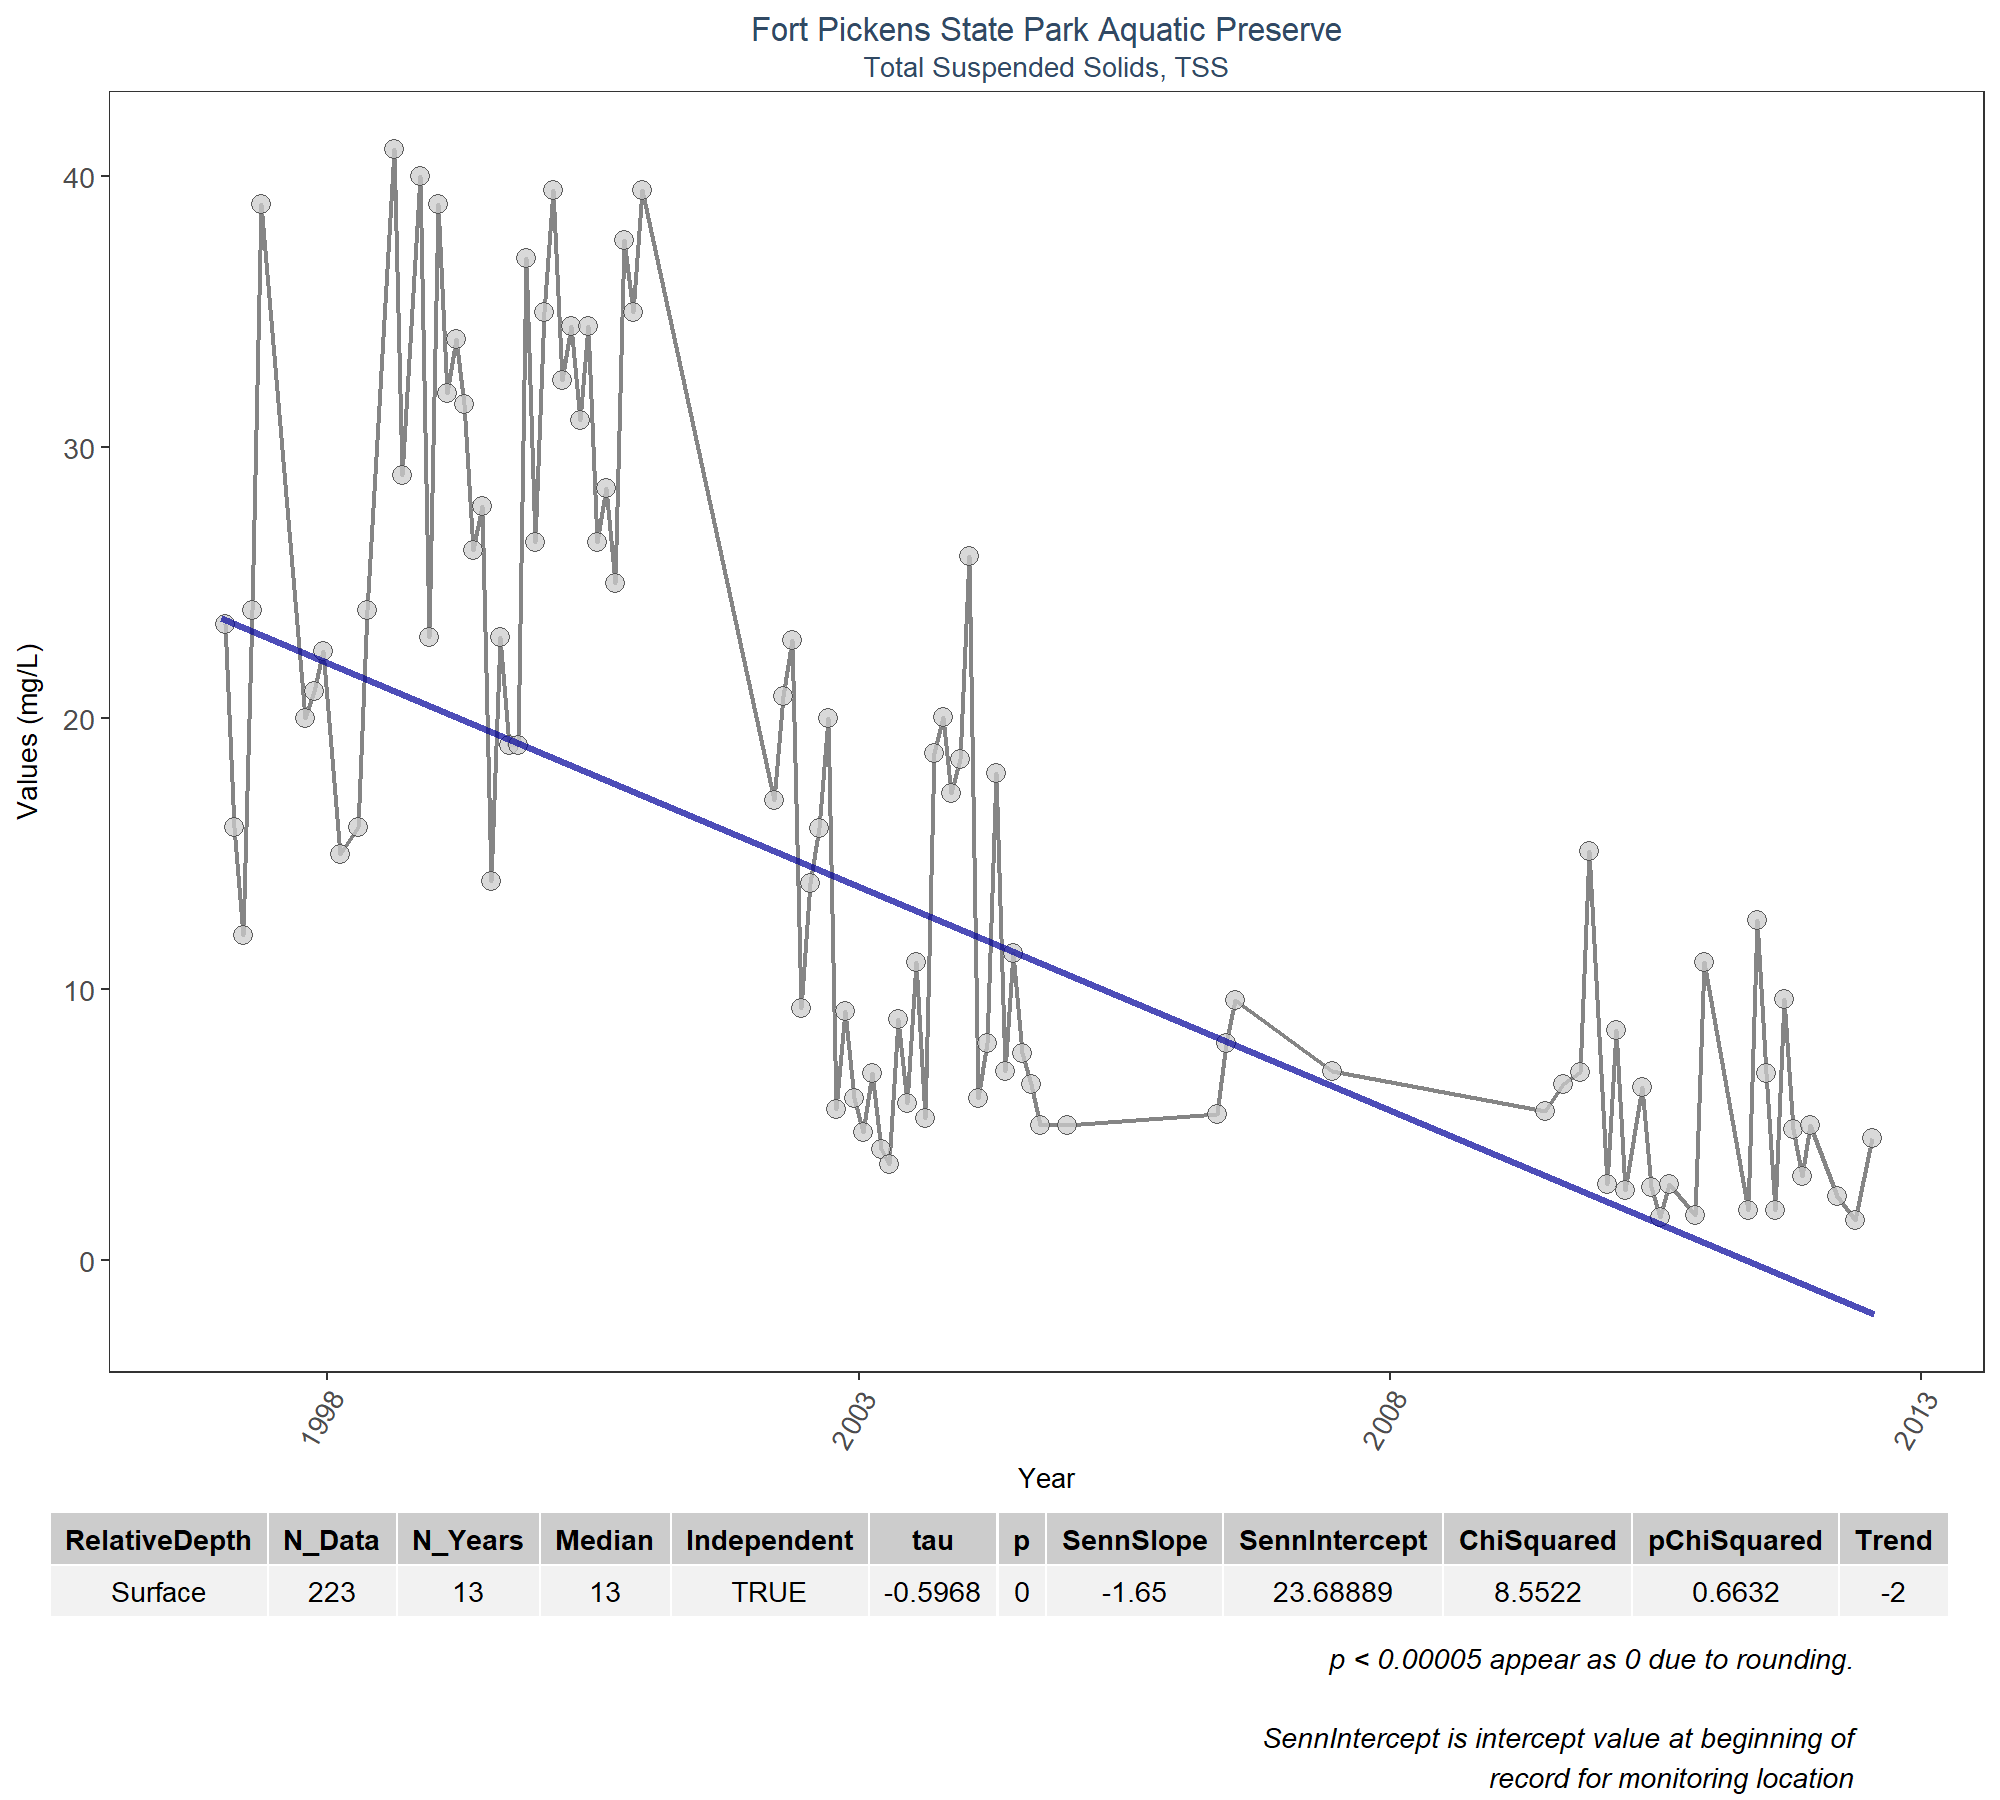 Fort Pickens State Park Aquatic Preserve
Total Suspended Solids, TSS
Values (mg/L)
40
30
20
10
0
1998
2003
2008
2013
Year
RelativeDepth N_Data N_Years Median Independent tau p SennSlope SennIntercept ChiSquared pChiSquared Trend
Surface 223 13 13 TRUE -0.5968 0 -1.65 23.68889 8.5522 0.6632 -2
p < 0.00005 appear as 0 due to rounding.
SennIntercept is intercept value at beginning of
record for monitoring location